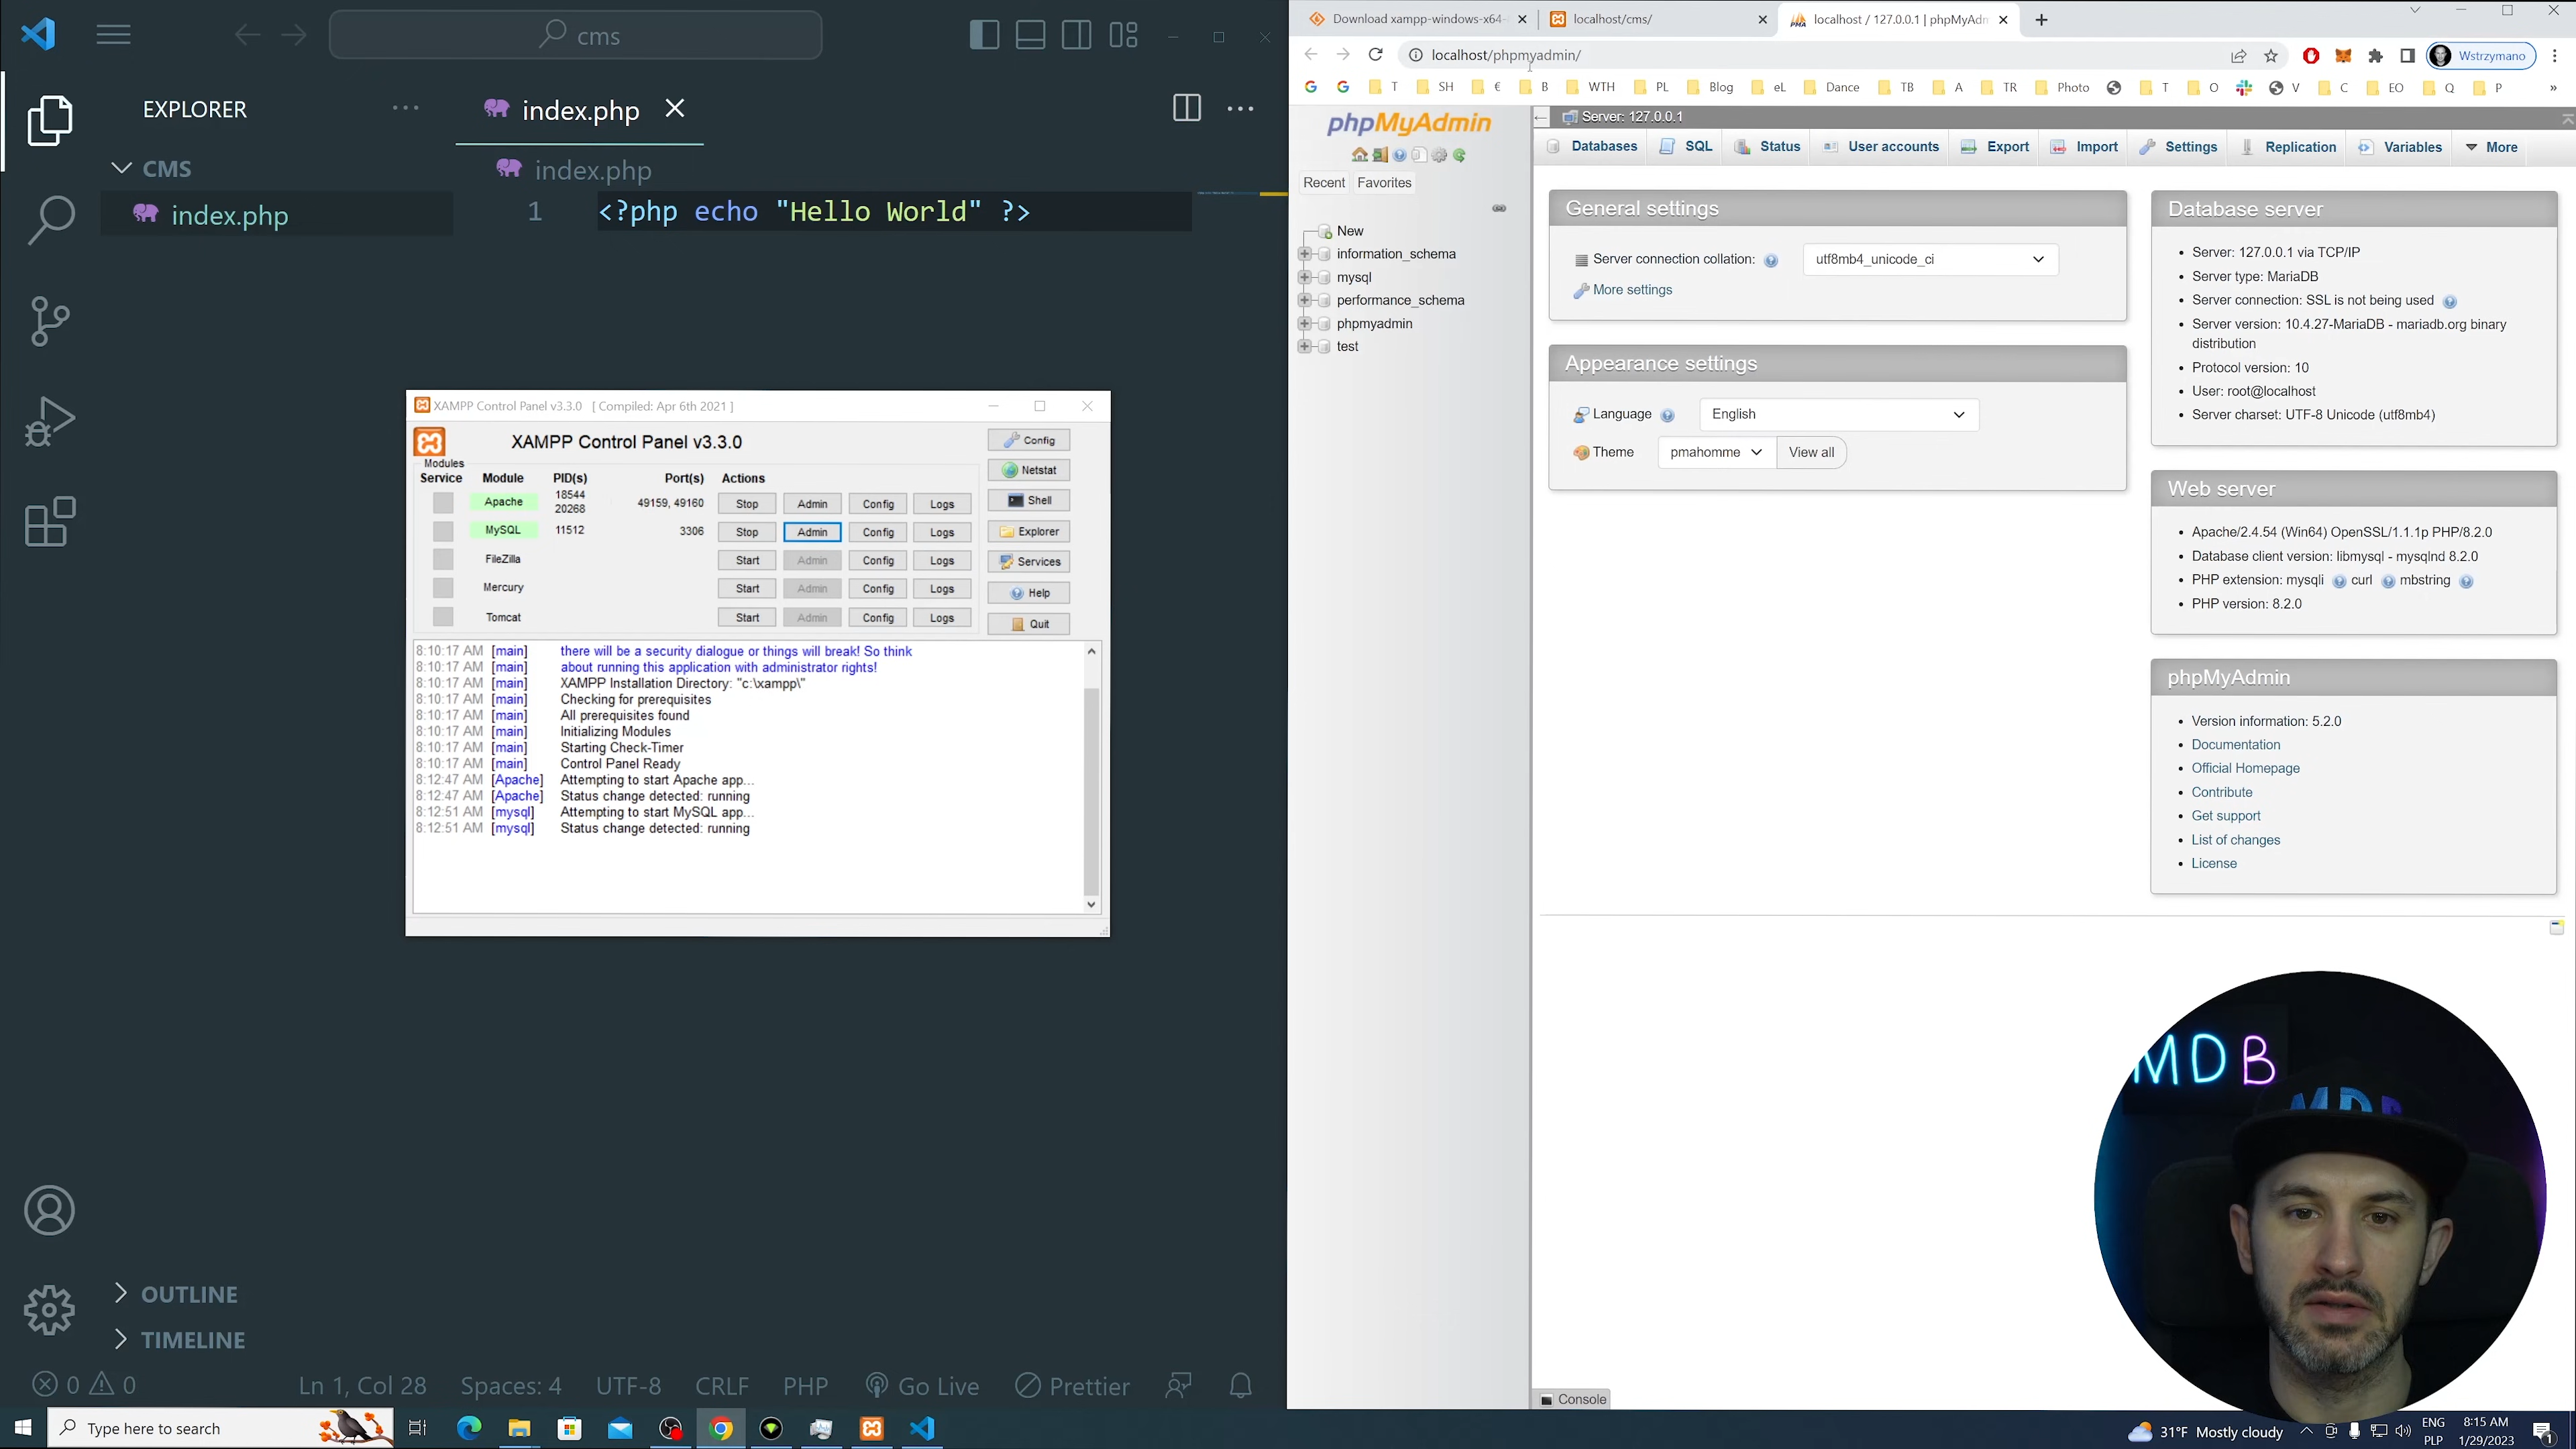 cms
EXPLORER
CMS
index.php
index.php
index.php
1 <?php echo "Hello World" ?>
OUTLINE
TIMELINE
0 0
Ln 1, Col 28 Spaces: 4 UTF-8 CRLF PHP Go Live Prettier
XAMPP Control Panel v3.3.0 [ Compiled: Apr 6th 2021 ]
XAMPP Control Panel v3.3.0
Config
Modules
Service Module PID(s) Port(s) Actions
Netstat
Apache 18544 20268 49159, 49160 Stop Admin Config Logs
Shell
MySQL 11512 3306 Stop Admin Config Logs
Explorer
FileZilla Start Admin Config Logs
Services
Mercury Start Admin Config Logs
Help
Tomcat Start Admin Config Logs
Quit
8:10:17 AM [main] there will be a security dialogue or things will break! So think
8:10:17 AM [main] about running this application with administrator rights!
8:10:17 AM [main] XAMPP Installation Directory: "c:\xampp\"
8:10:17 AM [main] Checking for prerequisites
8:10:17 AM [main] All prerequisites found
8:10:17 AM [main] Initializing Modules
8:10:17 AM [main] Starting Check-Timer
8:10:17 AM [main] Control Panel Ready
8:12:47 AM [Apache] Attempting to start Apache app...
8:12:47 AM [Apache] Status change detected: running
8:12:51 AM [mysql] Attempting to start MySQL app...
8:12:51 AM [mysql] Status change detected: running
Download xampp-windows-x64-
localhost/cms/
localhost / 127.0.0.1 | phpMyAdm
localhost/phpmyadmin/
Wstrzymano
T SH € B WTH PL Blog eL Dance TB A TR Photo T O V C EO Q P »
phpMyAdmin
Recent Favorites
New
information_schema
mysql
performance_schema
phpmyadmin
test
Server: 127.0.0.1
Databases SQL Status User accounts Export Import Settings Replication Variables More
General settings
Server connection collation: utf8mb4_unicode_ci
More settings
Appearance settings
Language English
Theme pmahomme View all
Database server
Server: 127.0.0.1 via TCP/IP
Server type: MariaDB
Server connection: SSL is not being used
Server version: 10.4.27-MariaDB - mariadb.org binary
distribution
Protocol version: 10
User: root@localhost
Server charset: UTF-8 Unicode (utf8mb4)
Web server
Apache/2.4.54 (Win64) OpenSSL/1.1.1p PHP/8.2.0
Database client version: libmysql - mysqlnd 8.2.0
PHP extension: mysqli curl mbstring
PHP version: 8.2.0
phpMyAdmin
Version information: 5.2.0
Documentation
Official Homepage
Contribute
Get support
List of changes
License
Console
MDB
MDB
Type here to search
31°F Mostly cloudy
ENG
PLP
8:15 AM
1/29/2023
1